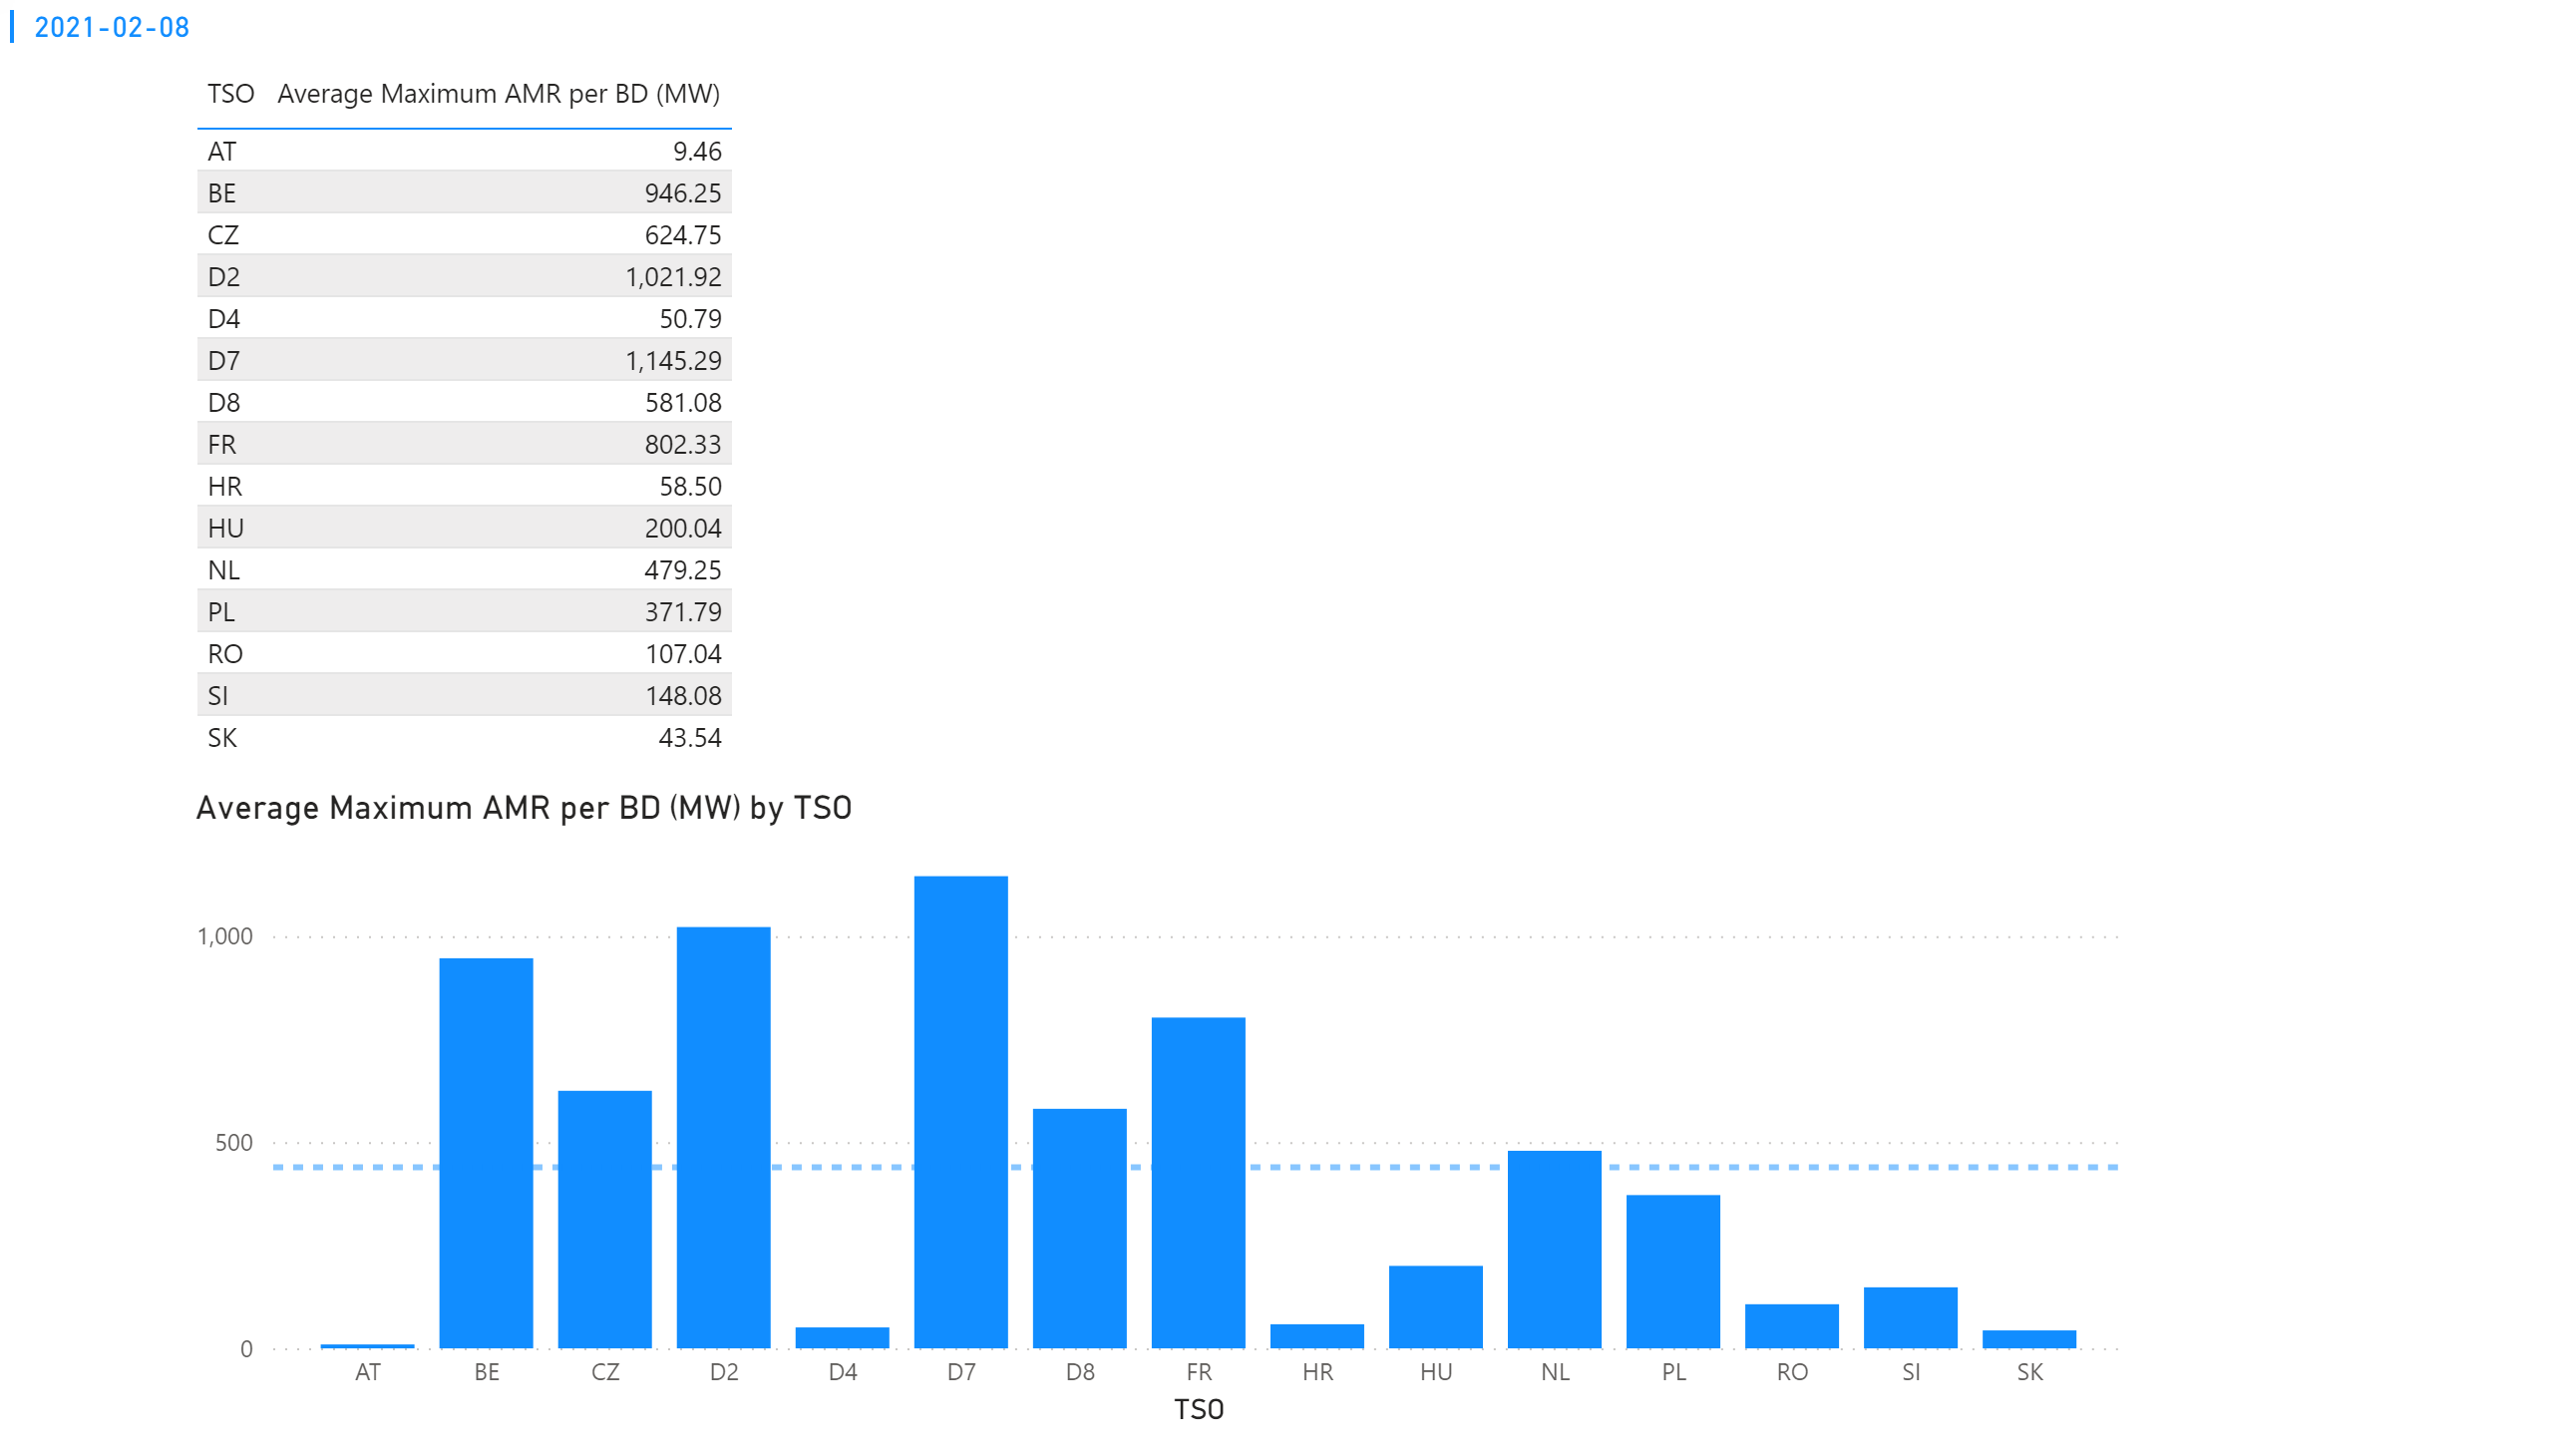 2021-02-08
TSO Average Maximum AMR per BD (MW)
AT 9.46
BE 946.25
CZ 624.75
D2 1,021.92
D4 50.79
D7 1,145.29
D8 581.08
FR 802.33
HR 58.50
HU 200.04
NL 479.25
PL 371.79
RO 107.04
SI 148.08
SK 43.54
Average Maximum AMR per BD (MW) by TSO
1,000
500
0
AT BE CZ D2 D4 D7 D8 FR HR HU NL PL RO SI SK
TSO